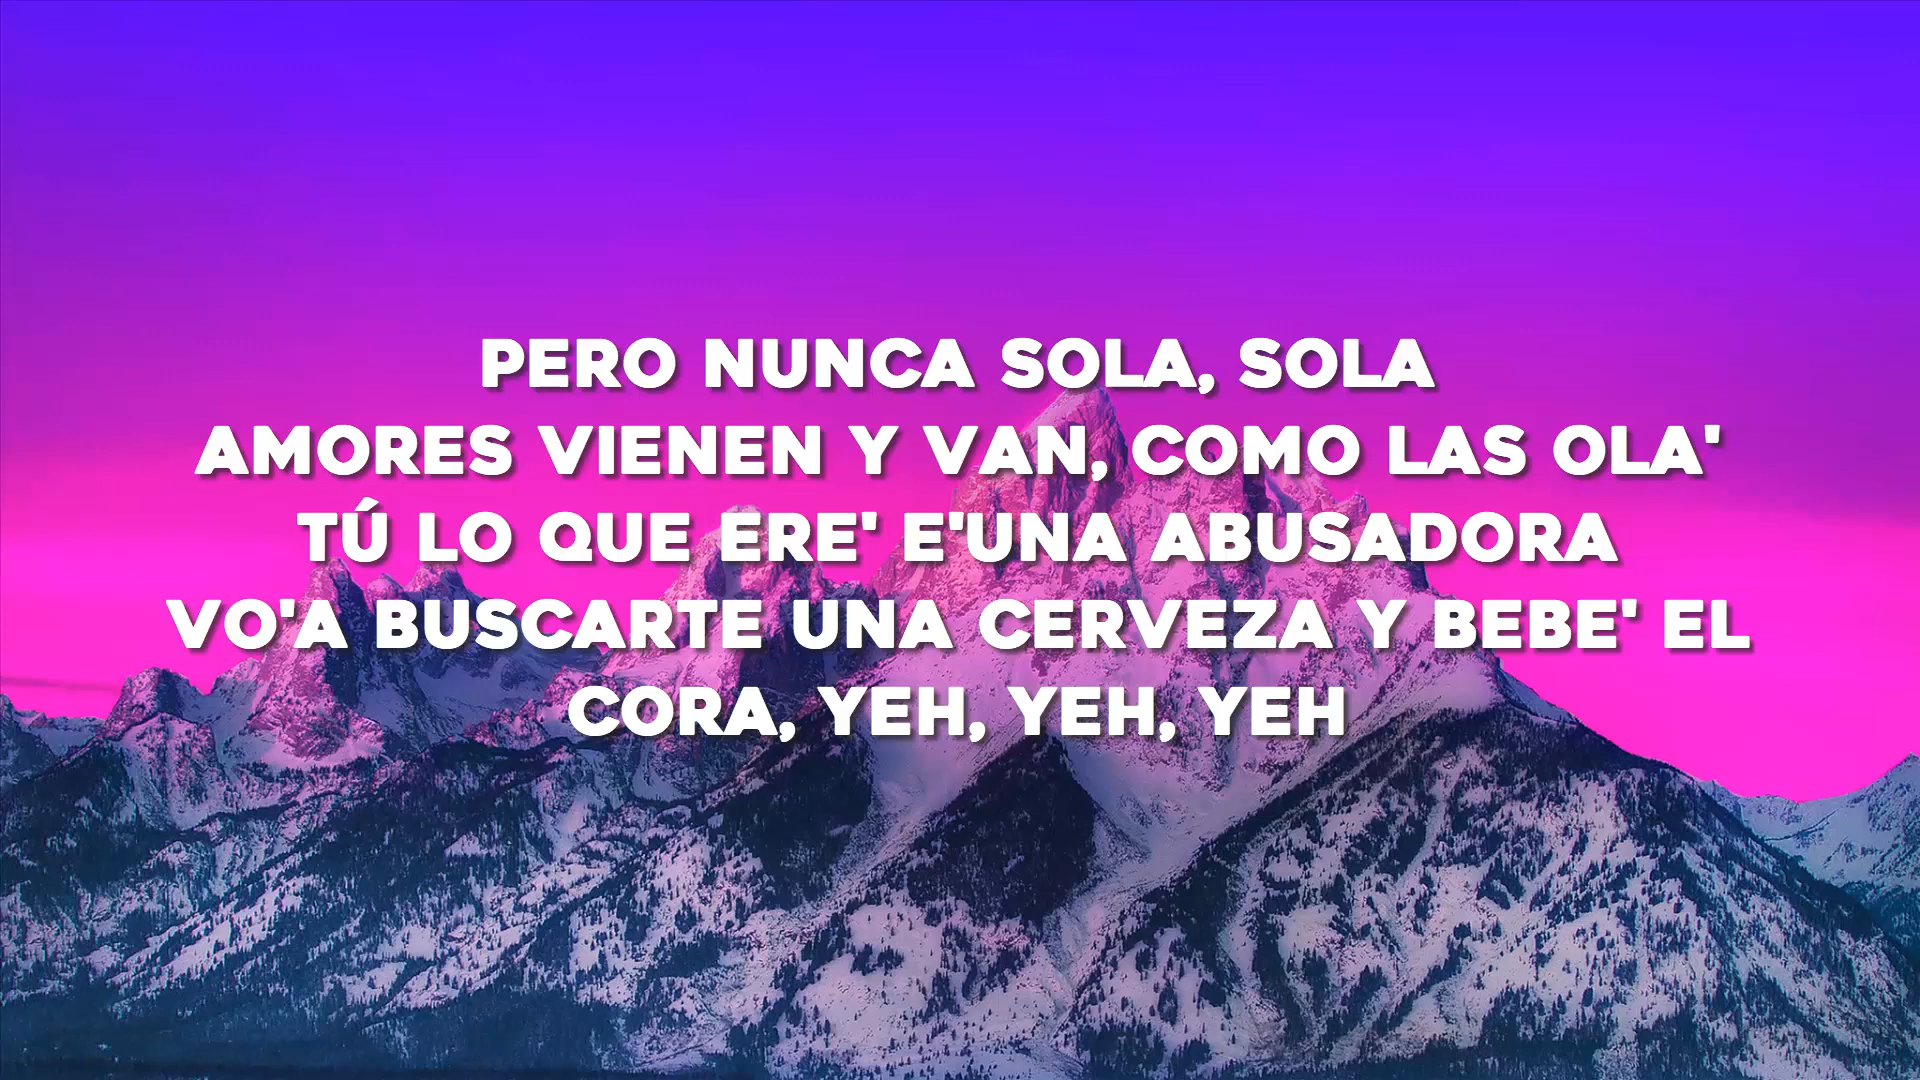 PERO NUNCA SOLA, SOLA
AMORES VIENEN Y VAN, COMO LAS OLA'
TÚ LO QUE ERE' E'UNA ABUSADORA
VO'A BUSCARTE UNA CERVEZA Y BEBE' EL
CORA, YEH, YEH, YEH